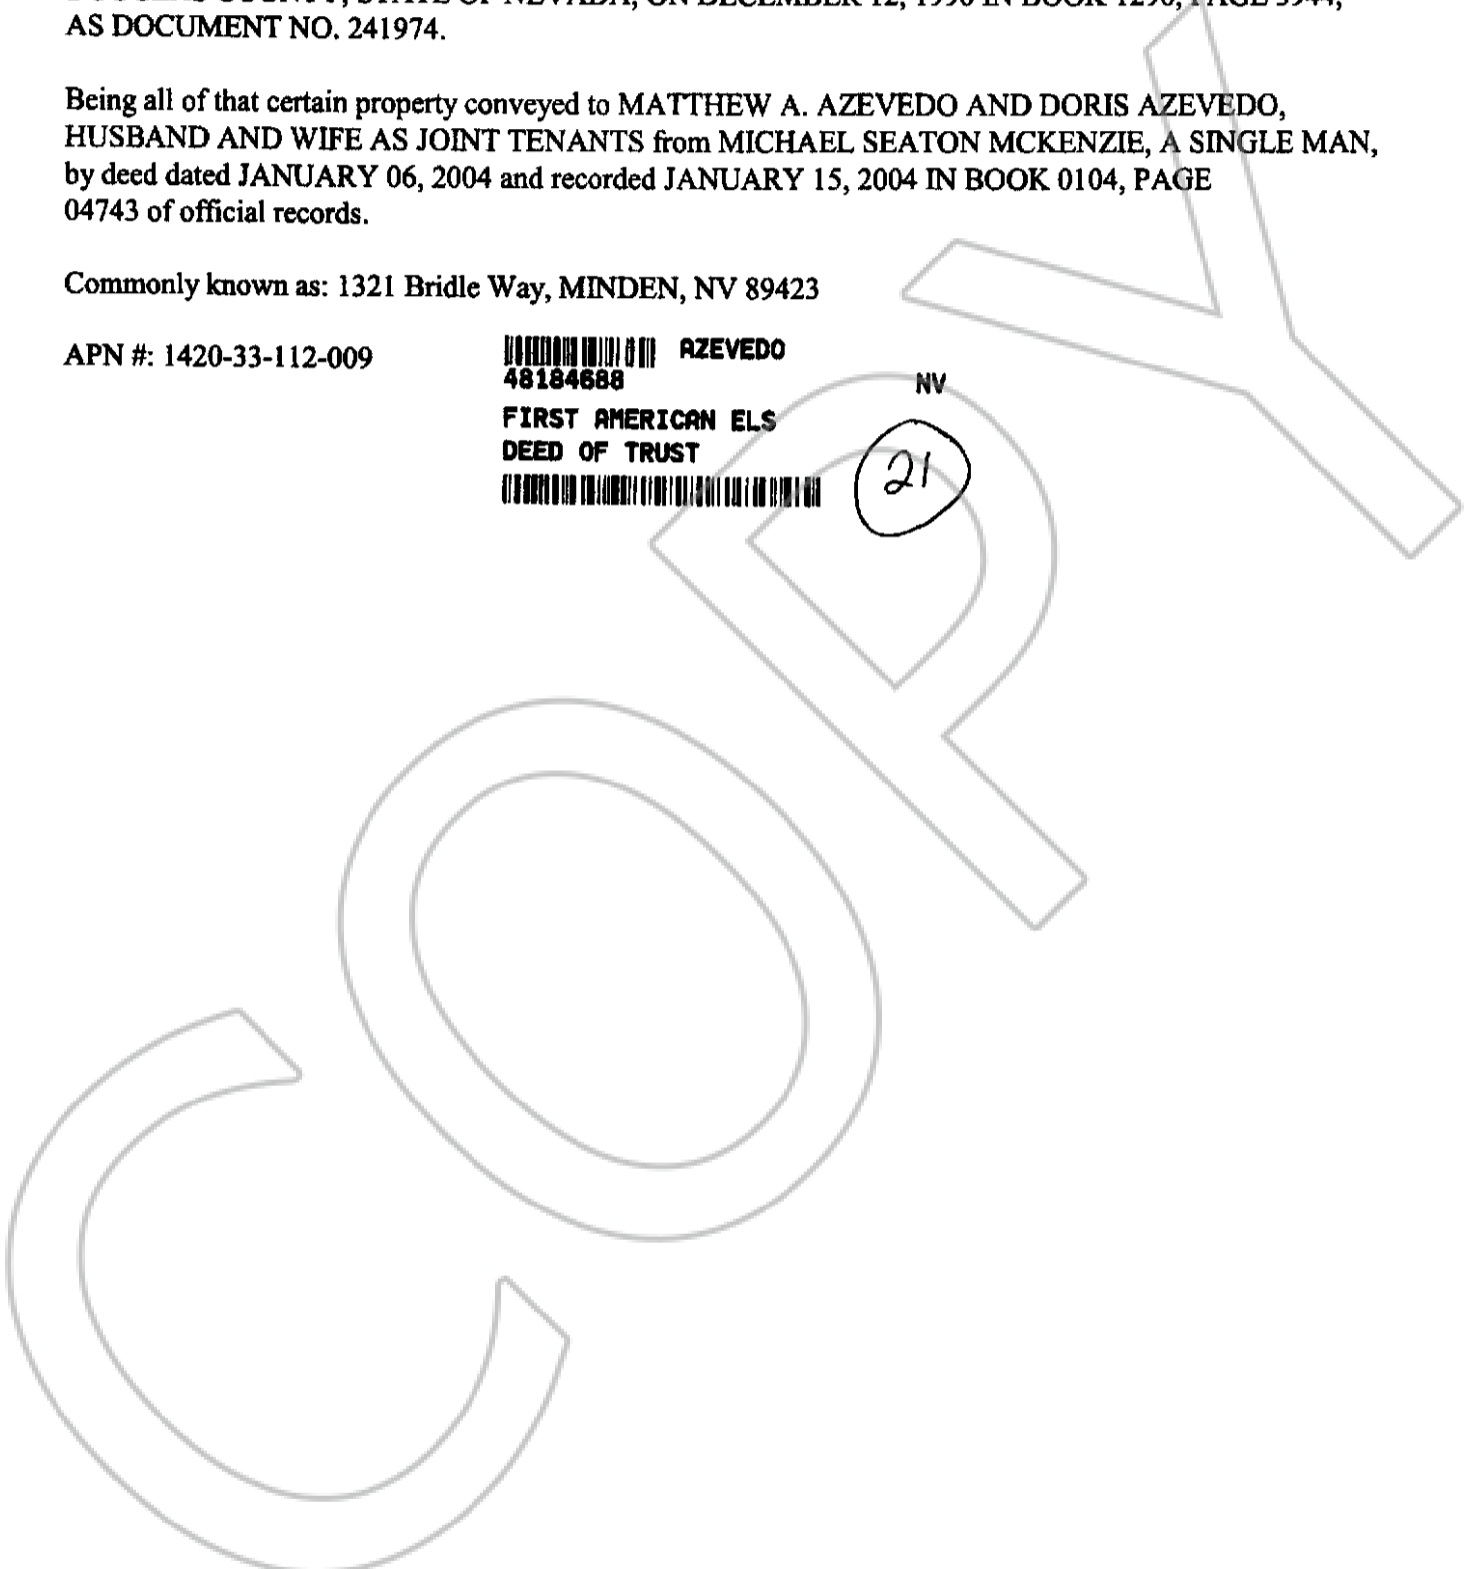 AS DOCUMENT NO. 241974.
Being all of that certain property conveyed to MATTHEW A. AZEVEDO AND DORIS AZEVEDO,
HUSBAND AND WIFE AS JOINT TENANTS from MICHAEL SEATON MCKENZIE, A SINGLE MAN,
by deed dated JANUARY 06, 2004 and recorded JANUARY 15, 2004 IN BOOK 0104, PAGE
04743 of official records.
Commonly known as: 1321 Bridle Way, MINDEN, NV 89423
APN #: 1420-33-112-009
AZEVEDO
48184688
NV
FIRST AMERICAN ELS
DEED OF TRUST
21
COPY